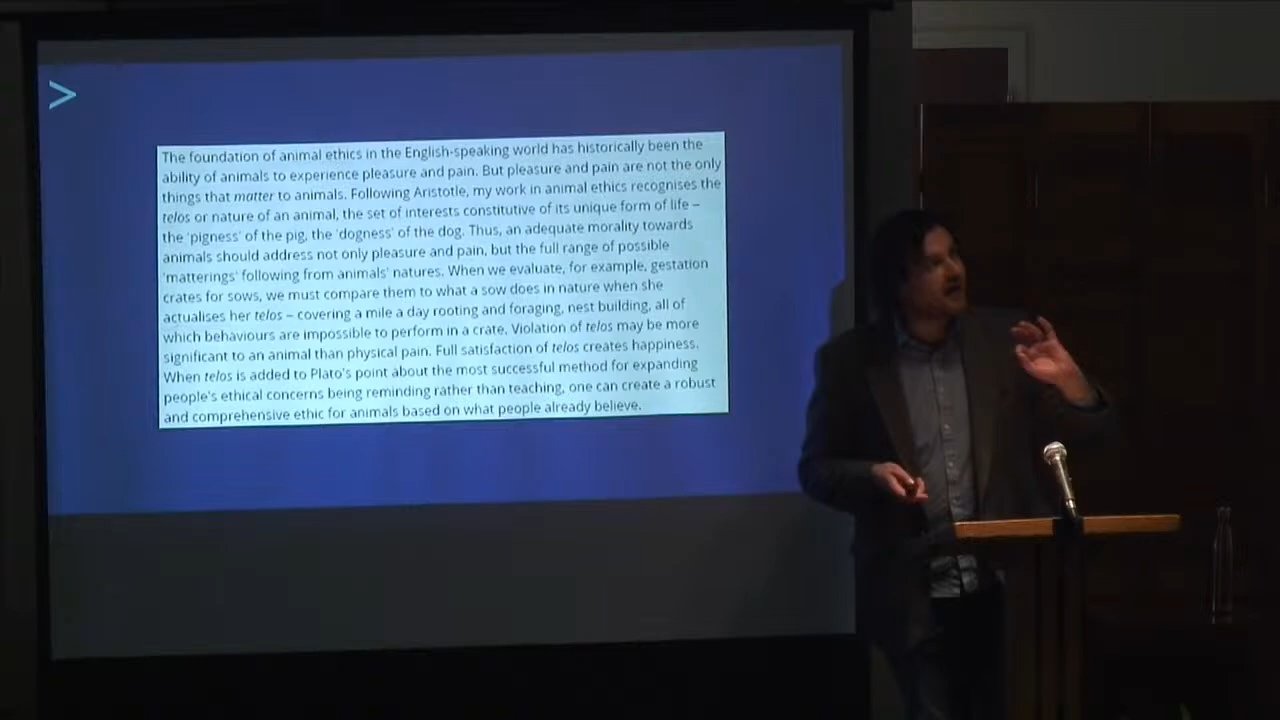 >
The foundation of animal ethics in the English-speaking world has historically been the
ability of animals to experience pleasure and pain. But pleasure and pain are not the only
things that matter to animals. Following Aristotle, my work in animal ethics recognises the
telos or nature of an animal, the set of interests constitutive of its unique form of life –
the 'pigness' of the pig, the 'dogness' of the dog. Thus, an adequate morality towards
animals should address not only pleasure and pain, but the full range of possible
'matterings' following from animals' natures. When we evaluate, for example, gestation
crates for sows, we must compare them to what a sow does in nature when she
actualises her telos – covering a mile a day rooting and foraging, nest building, all of
which behaviours are impossible to perform in a crate. Violation of telos may be more
significant to an animal than physical pain. Full satisfaction of telos creates happiness.
When telos is added to Plato's point about the most successful method for expanding
people's ethical concerns being reminding rather than teaching, one can create a robust
and comprehensive ethic for animals based on what people already believe.